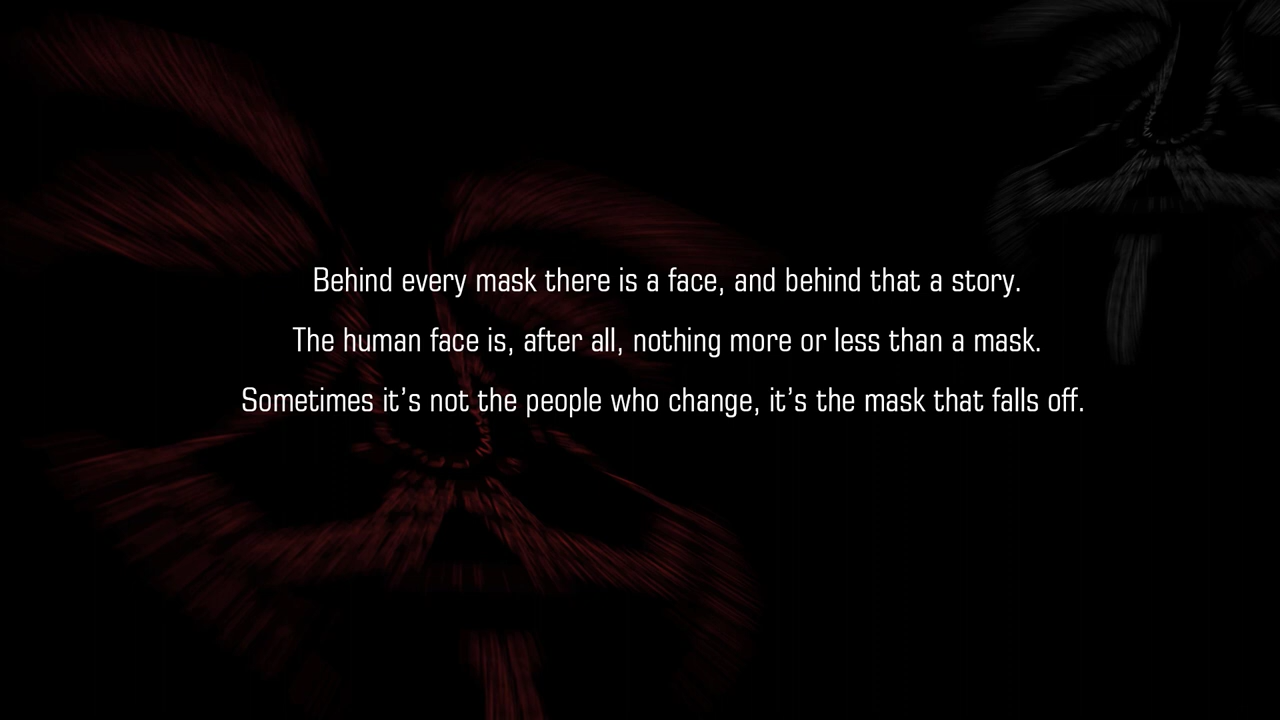 Behind every mask there is a face, and behind that a story.
The human face is, after all, nothing more or less than a mask.
Sometimes it’s not the people who change, it’s the mask that falls off.